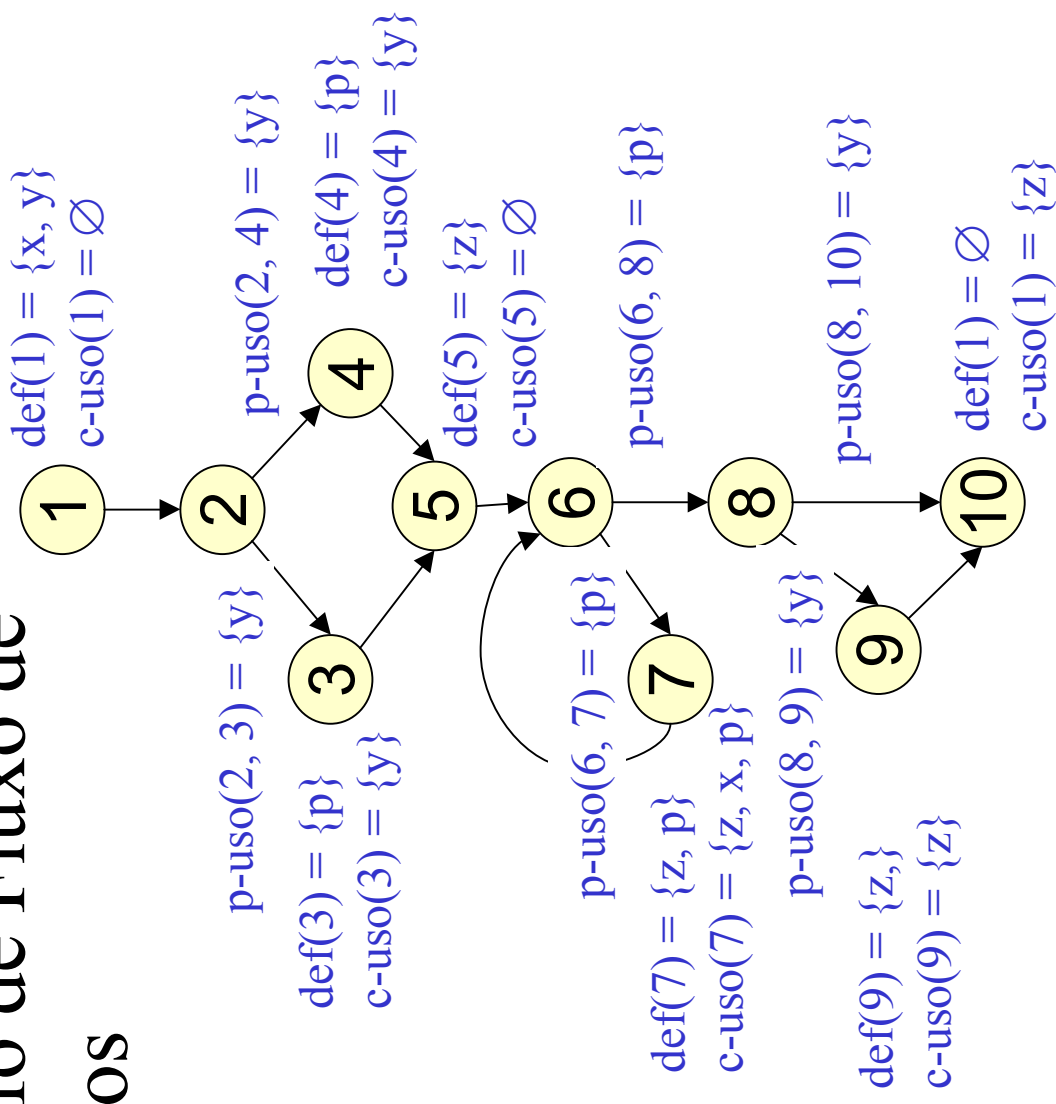 de Fluxo de
os
def(1) = {x, y}
c-uso(1) = ∅
1
2
p-uso(2, 3) = {y}
p-uso(2, 4) = {y}
3
def(3) = {p}
c-uso(3) = {y}
4
def(4) = {p}
c-uso(4) = {y}
5
def(5) = {z}
c-uso(5) = ∅
6
p-uso(6, 7) = {p}
p-uso(6, 8) = {p}
7
def(7) = {z, p}
c-uso(7) = {z, x, p}
8
p-uso(8, 9) = {y}
p-uso(8, 10) = {y}
9
def(9) = {z,}
c-uso(9) = {z}
10
def(1) = ∅
c-uso(1) = {z}